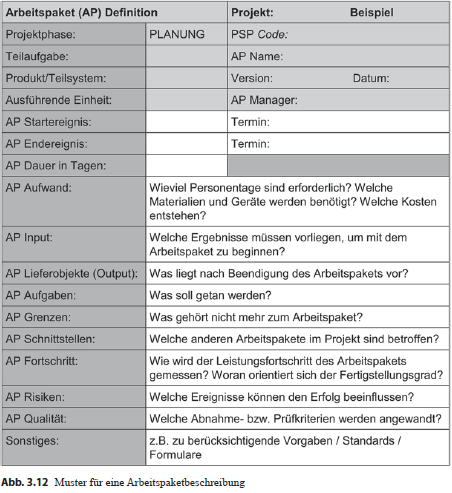 Arbeitspaket (AP) Definition Projekt: Beispiel
Projektphase: PLANUNG PSP Code:
Teilaufgabe: AP Name:
Produkt/Teilsystem: Version: Datum:
Ausführende Einheit: AP Manager:
AP Startereignis: Termin:
AP Endereignis: Termin:
AP Dauer in Tagen:
AP Aufwand: Wieviel Personentage sind erforderlich? Welche
Materialien und Geräte werden benötigt? Welche Kosten
entstehen?
AP Input: Welche Ergebnisse müssen vorliegen, um mit dem
Arbeitspaket zu beginnen?
AP Lieferobjekte (Output): Was liegt nach Beendigung des Arbeitspakets vor?
AP Aufgaben: Was soll getan werden?
AP Grenzen: Was gehört nicht mehr zum Arbeitspaket?
AP Schnittstellen: Welche anderen Arbeitspakete im Projekt sind betroffen?
AP Fortschritt: Wie wird der Leistungsfortschritt des Arbeitspakets
gemessen? Woran orientiert sich der Fertigstellungsgrad?
AP Risiken: Welche Ereignisse können den Erfolg beeinflussen?
AP Qualität: Welche Abnahme- bzw. Prüfkriterien werden angewandt?
Sonstiges: z.B. zu berücksichtigende Vorgaben / Standards /
Formulare
Abb. 3.12 Muster für eine Arbeitspaketbeschreibung